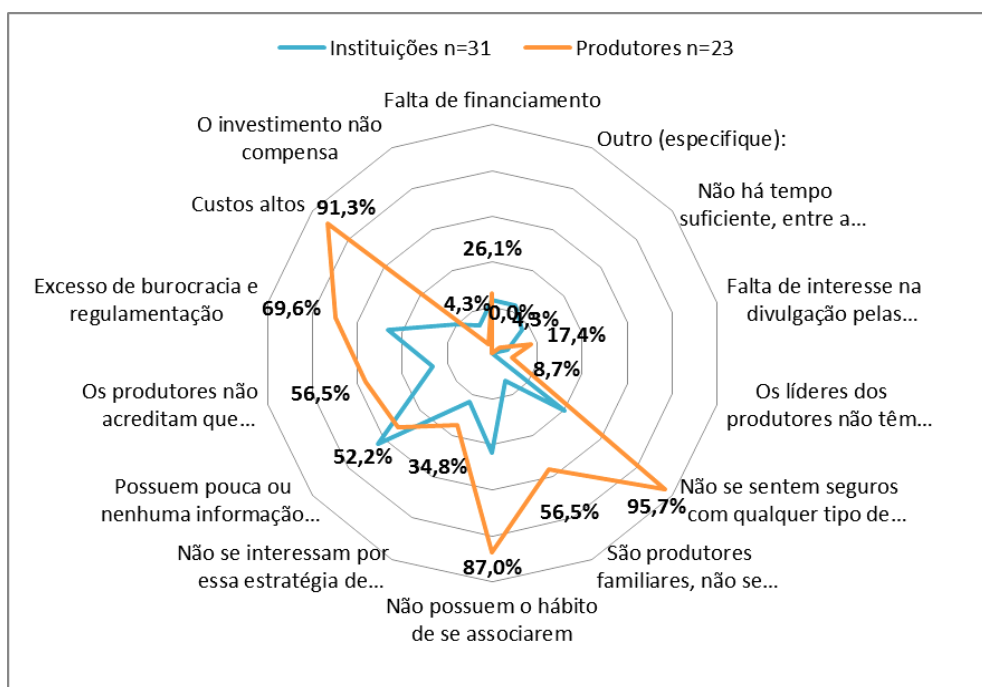 Instituições n=31
Produtores n=23
Falta de financiamento
Outro (especifique):
Não há tempo
suficiente, entre a...
Falta de interesse na
divulgação pelas...
Os líderes dos
produtores não têm...
Não se sentem seguros
com qualquer tipo de...
São produtores
familiares, não se...
Não possuem o hábito
de se associarem
Não se interessam por
essa estratégia de...
Possuem pouca ou
nenhuma informação...
Os produtores não
acreditam que...
Excesso de burocracia e
regulamentação
Custos altos
O investimento não
compensa
26,1%
0,0%
4,3%
17,4%
8,7%
95,7%
56,5%
87,0%
34,8%
52,2%
56,5%
69,6%
91,3%
4,3%